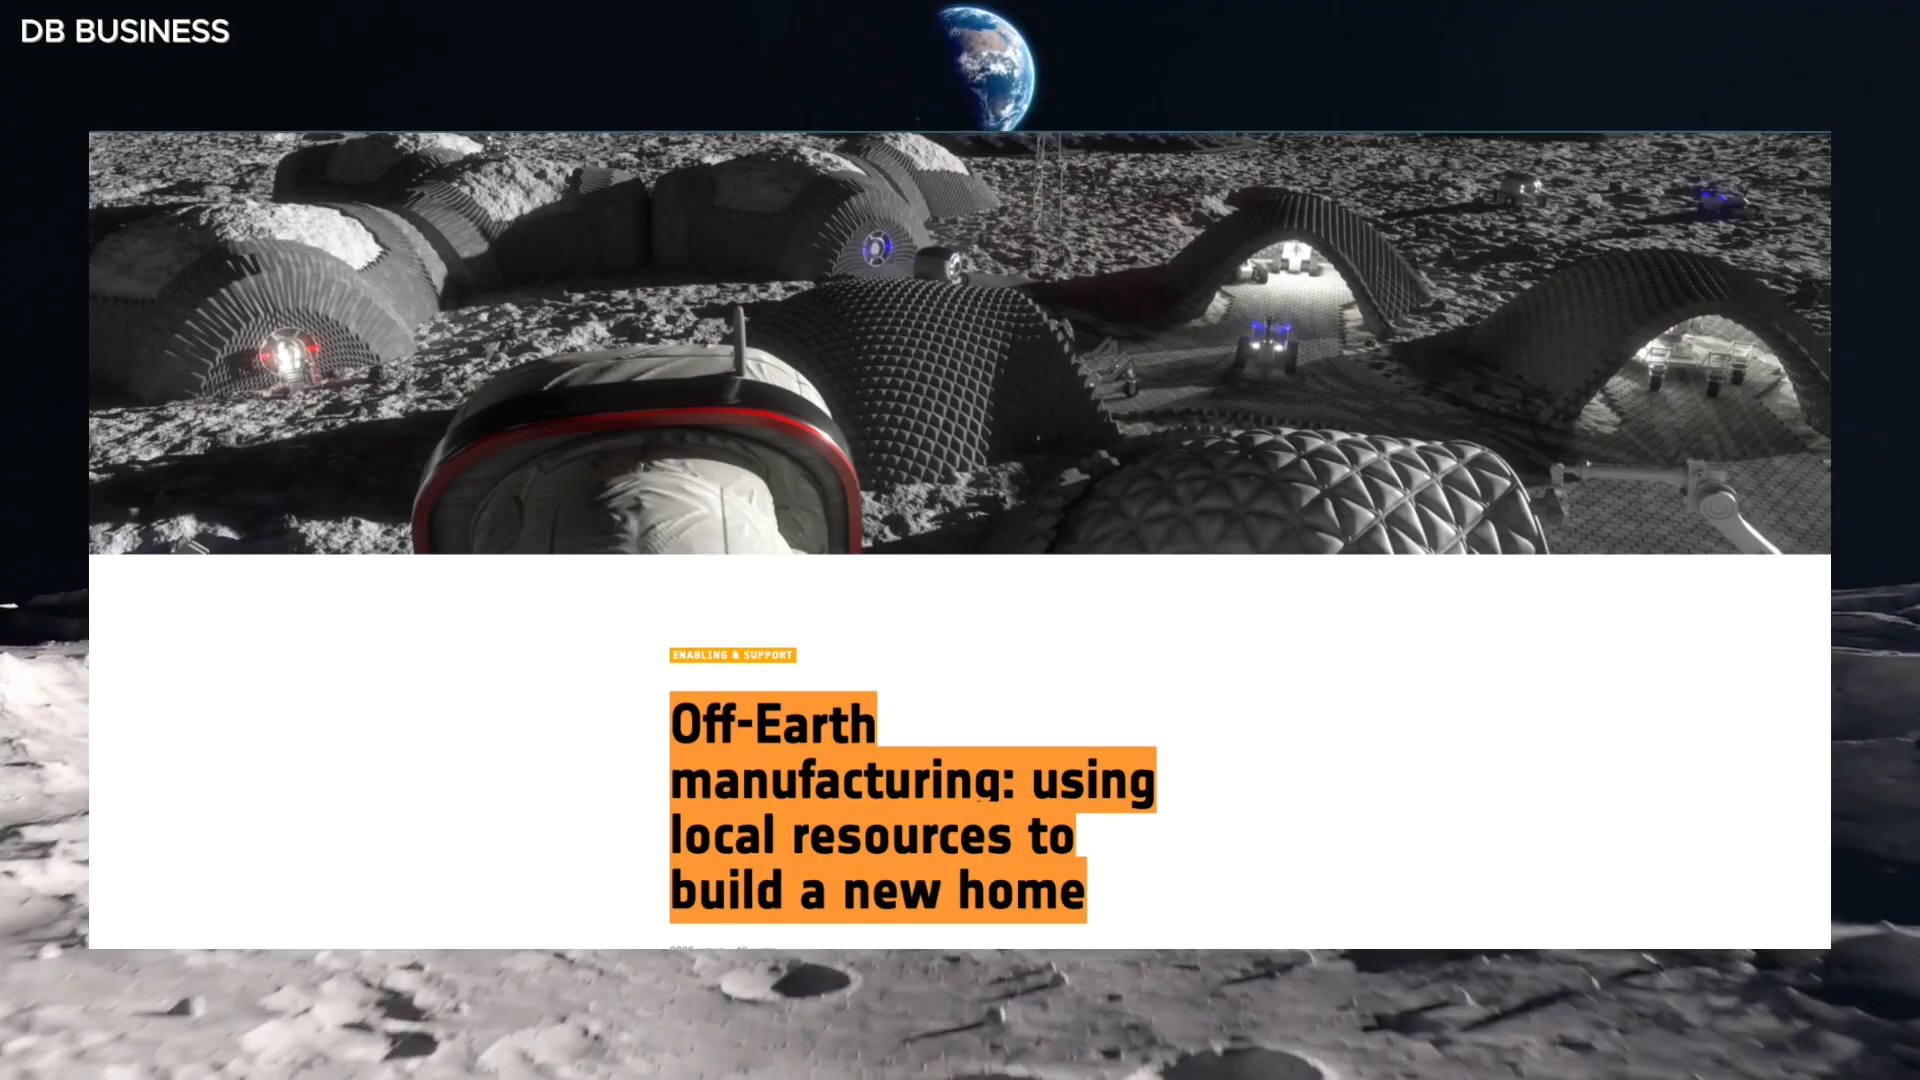 DB BUSINESS
ENABLING & SUPPORT
Off-Earth
manufacturing: using
local resources to
build a new home